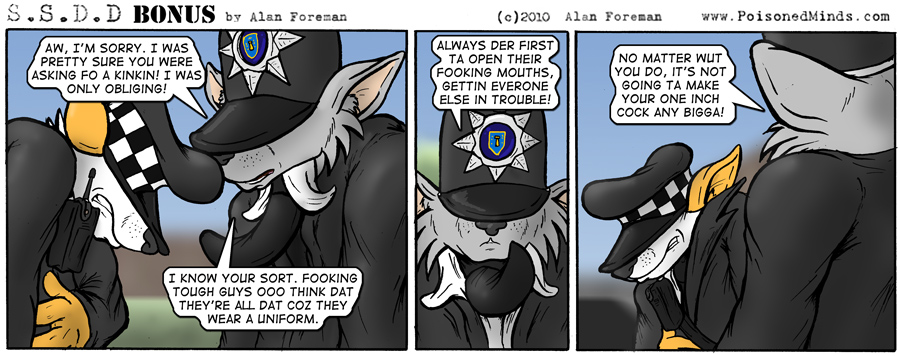 S.S.D.D BONUS by Alan Foreman (c)2010 Alan Foreman www.PoisonedMinds.com
AW, I'M SORRY. I WAS
PRETTY SURE YOU WERE
ASKING FO A KINKIN! I WAS
ONLY OBLIGING!
I KNOW YOUR SORT. FOOKING
TOUGH GUYS OOO THINK DAT
THEY'RE ALL DAT COZ THEY
WEAR A UNIFORM.
ALWAYS DER FIRST
TA OPEN THEIR
FOOKING MOUTHS,
GETTIN EVERONE
ELSE IN TROUBLE!
NO MATTER WUT
YOU DO, IT'S NOT
GOING TA MAKE
YOUR ONE INCH
COCK ANY BIGGA!